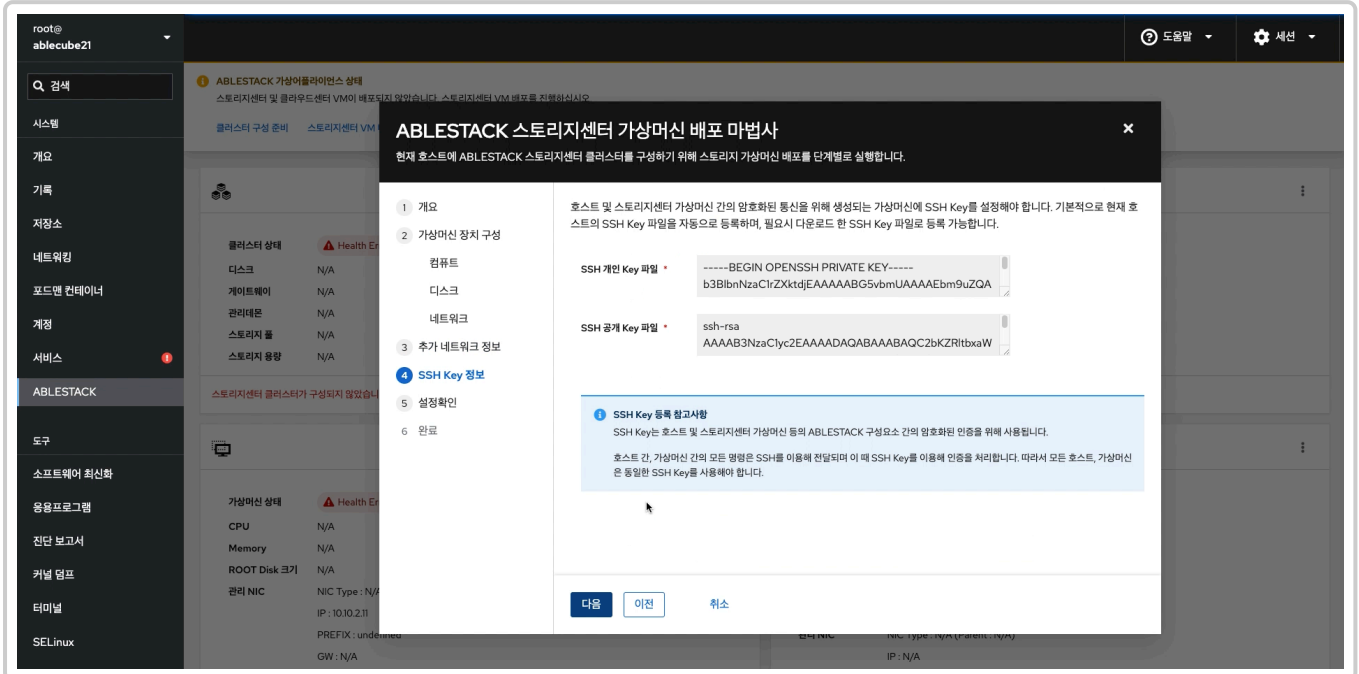 root@
ablecube21
도움말
세션
검색
시스템
개요
기록
저장소
네트워킹
포드맨 컨테이너
계정
서비스
ABLESTACK
도구
소프트웨어 최신화
응용프로그램
진단 보고서
커널 덤프
터미널
SELinux
ABLESTACK 가상어플라이언스 상태
스토리지센터 및 클라우드센터 VM이 배포되지 않았습니다. 스토리지센터 VM 배포를 진행하십시오.
클러스터 구성 준비 스토리지센터 VM
클러스터 상태 Health Er
디스크 N/A
게이트웨이 N/A
관리데몬 N/A
스토리지 풀 N/A
스토리지 용량 N/A
스토리지센터 클러스터가 구성되지 않았습니
가상머신 상태 Health Er
CPU N/A
Memory N/A
ROOT Disk 크기 N/A
관리 NIC NIC Type : N/A
IP : 10.10.2.11
PREFIX : undefined
GW : N/A
관리 NIC NIC Type : N/A (Parent : N/A)
IP : N/A
ABLESTACK 스토리지센터 가상머신 배포 마법사
현재 호스트에 ABLESTACK 스토리지센터 클러스터를 구성하기 위해 스토리지 가상머신 배포를 단계별로 실행합니다.
1 개요
2 가상머신 장치 구성
컴퓨트
디스크
네트워크
3 추가 네트워크 정보
4 SSH Key 정보
5 설정확인
6 완료
호스트 및 스토리지센터 가상머신 간의 암호화된 통신을 위해 생성되는 가상머신에 SSH Key를 설정해야 합니다. 기본적으로 현재 호
스트의 SSH Key 파일을 자동으로 등록하며, 필요시 다운로드 한 SSH Key 파일로 등록 가능합니다.
SSH 개인 Key 파일 *
-----BEGIN OPENSSH PRIVATE KEY-----
b3BlbnNzaC1rZXktdjEAAAAABG5vbmUAAAAEbm9uZQA
SSH 공개 Key 파일 *
ssh-rsa
AAAAB3NzaC1yc2EAAAADAQABAAABAQC2bKZRltbxaW
SSH Key 등록 참고사항
SSH Key는 호스트 및 스토리지센터 가상머신 등의 ABLESTACK 구성요소 간의 암호화된 인증을 위해 사용됩니다.
호스트 간, 가상머신 간의 모든 명령은 SSH를 이용해 전달되며 이 때 SSH Key를 이용해 인증을 처리합니다. 따라서 모든 호스트, 가상머신
은 동일한 SSH Key를 사용해야 합니다.
다음
이전
취소